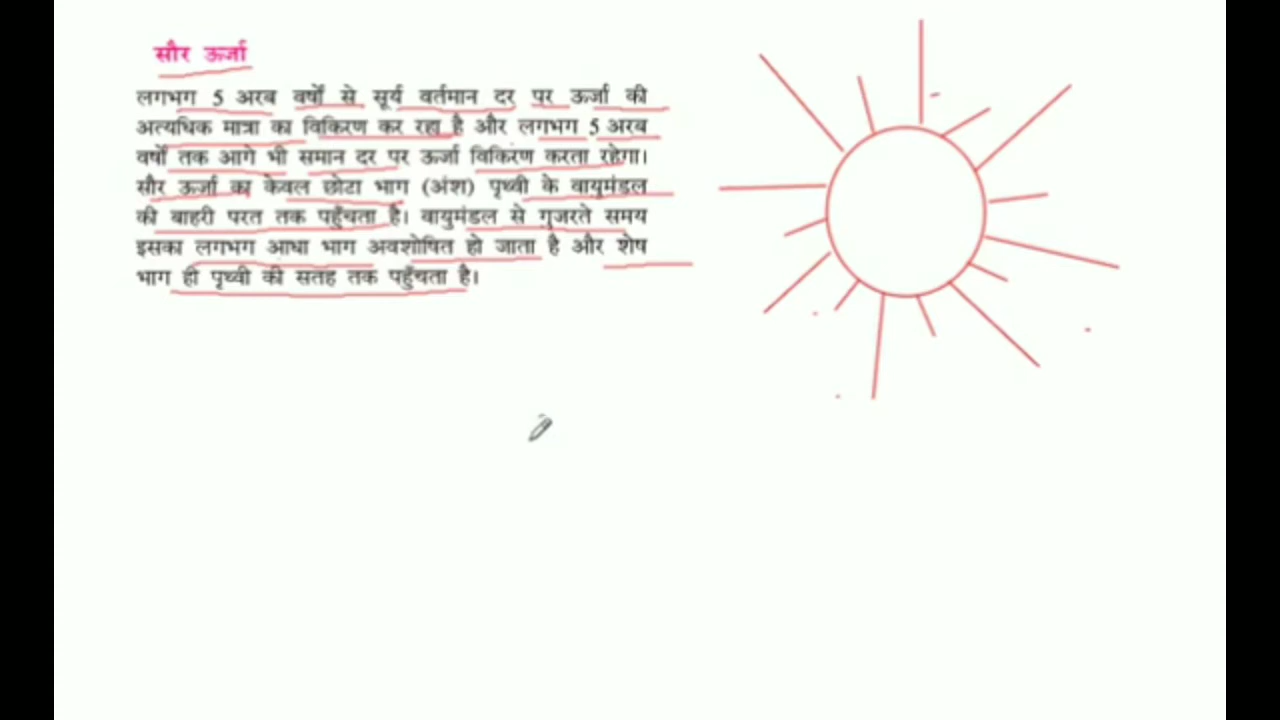 सौर ऊर्जा
लगभग 5 अरब वर्षों से सूर्य वर्तमान दर पर ऊर्जा की
अत्यधिक मात्रा का विकिरण कर रहा है और लगभग 5 अरब
वर्षों तक आगे भी समान दर पर ऊर्जा विकिरण करता रहेगा।
सौर ऊर्जा का केवल छोटा भाग (अंश) पृथ्वी के वायुमंडल
की बाहरी परत तक पहुँचता है। वायुमंडल से गुजरते समय
इसका लगभग आधा भाग अवशोषित हो जाता है और शेष
भाग ही पृथ्वी की सतह तक पहुँचता है।